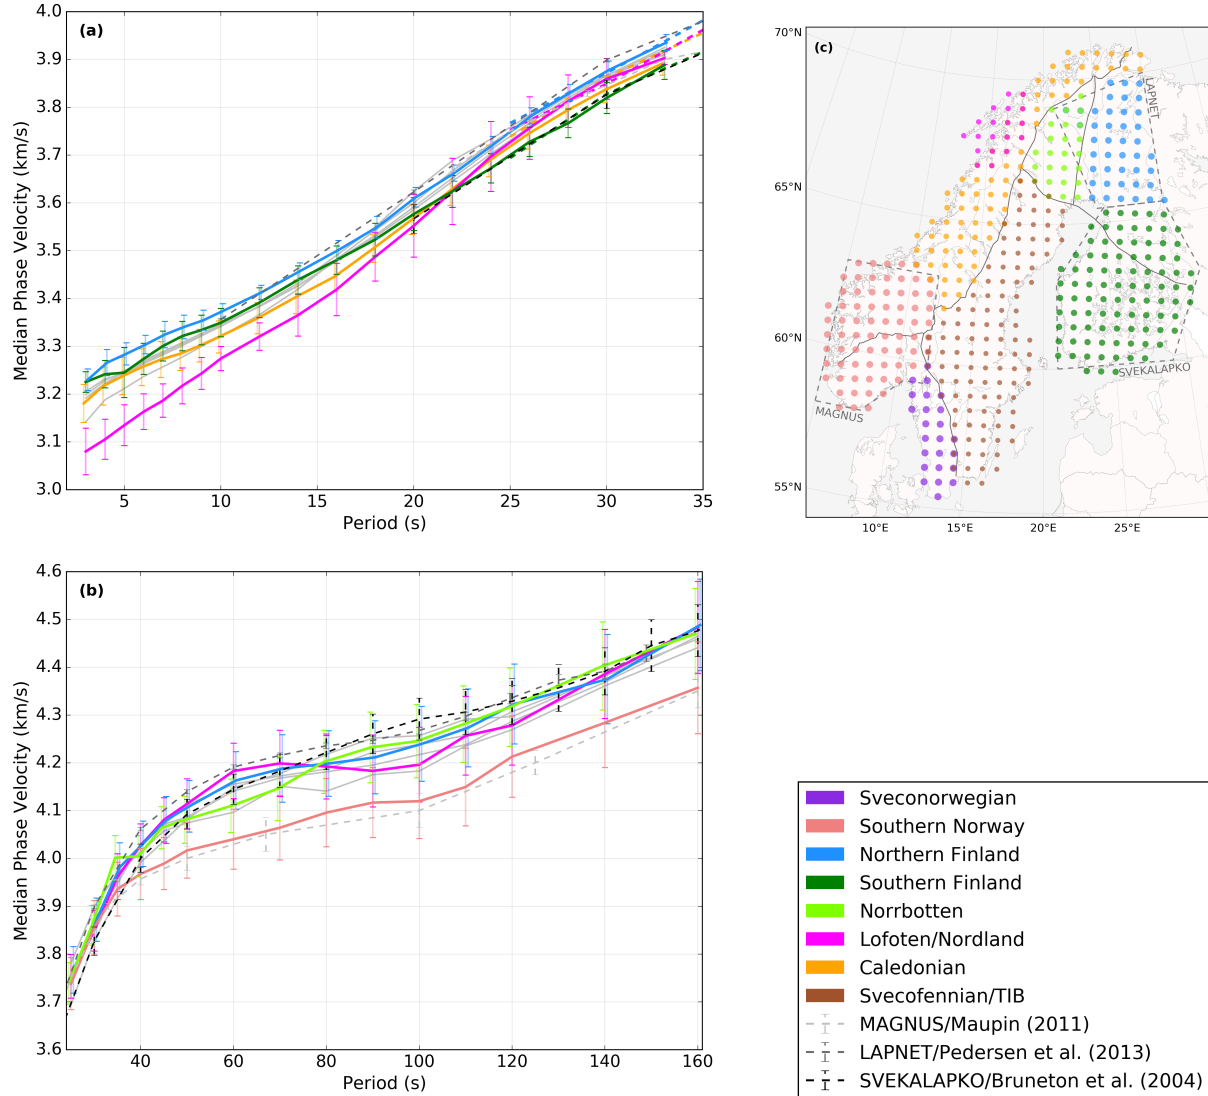 (a)
4.0
3.9
3.8
3.7
3.6
3.5
3.4
3.3
3.2
3.1
3.0
Median Phase Velocity (km/s)
5 10 15 20 25 30 35
Period (s)
(c)
70°N
65°N
60°N
55°N
10°E 15°E 20°E 25°E
LAPNET
SVEKALAPKO
MAGNUS
(b)
4.6
4.5
4.4
4.3
4.2
4.1
4.0
3.9
3.8
3.7
3.6
Median Phase Velocity (km/s)
40 60 80 100 120 140 160
Period (s)
Sveconorwegian
Southern Norway
Northern Finland
Southern Finland
Norrbotten
Lofoten/Nordland
Caledonian
Svecofennian/TIB
MAGNUS/Maupin (2011)
LAPNET/Pedersen et al. (2013)
SVEKALAPKO/Bruneton et al. (2004)